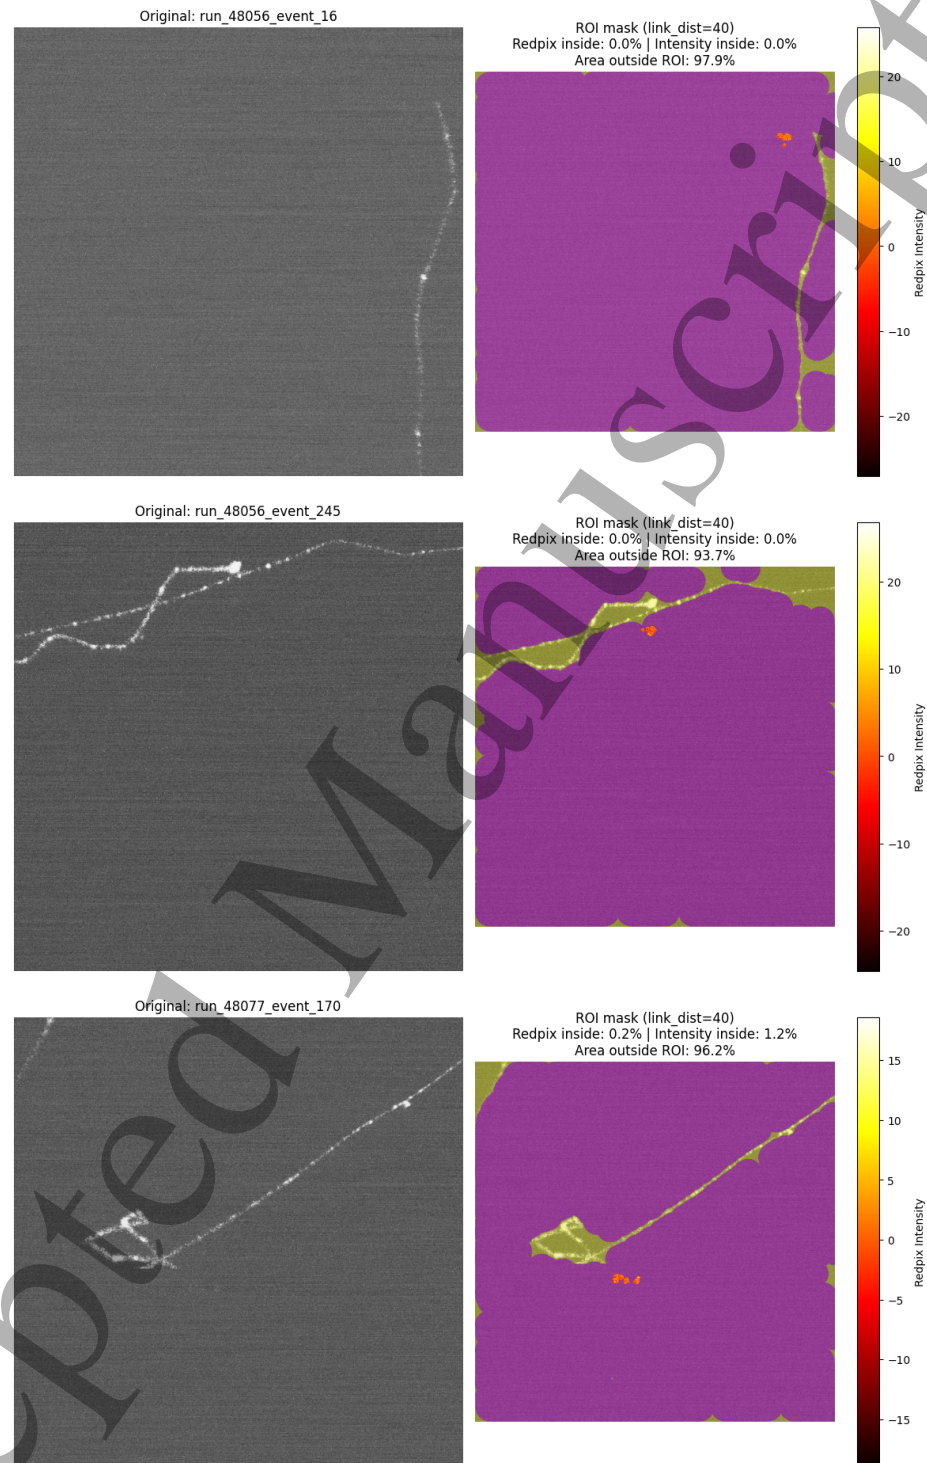 Original: run_48056_event_16
ROI mask (link_dist=40)
Redpix inside: 0.0% | Intensity inside: 0.0%
Area outside ROI: 97.9%
20
10
0
−10
−20
Redpix Intensity
Original: run_48056_event_245
ROI mask (link_dist=40)
Redpix inside: 0.0% | Intensity inside: 0.0%
Area outside ROI: 93.7%
20
10
0
−10
−20
Redpix Intensity
Original: run_48077_event_170
ROI mask (link_dist=40)
Redpix inside: 0.2% | Intensity inside: 1.2%
Area outside ROI: 96.2%
15
10
5
0
−5
−10
−15
Redpix Intensity
cpted Manuscript